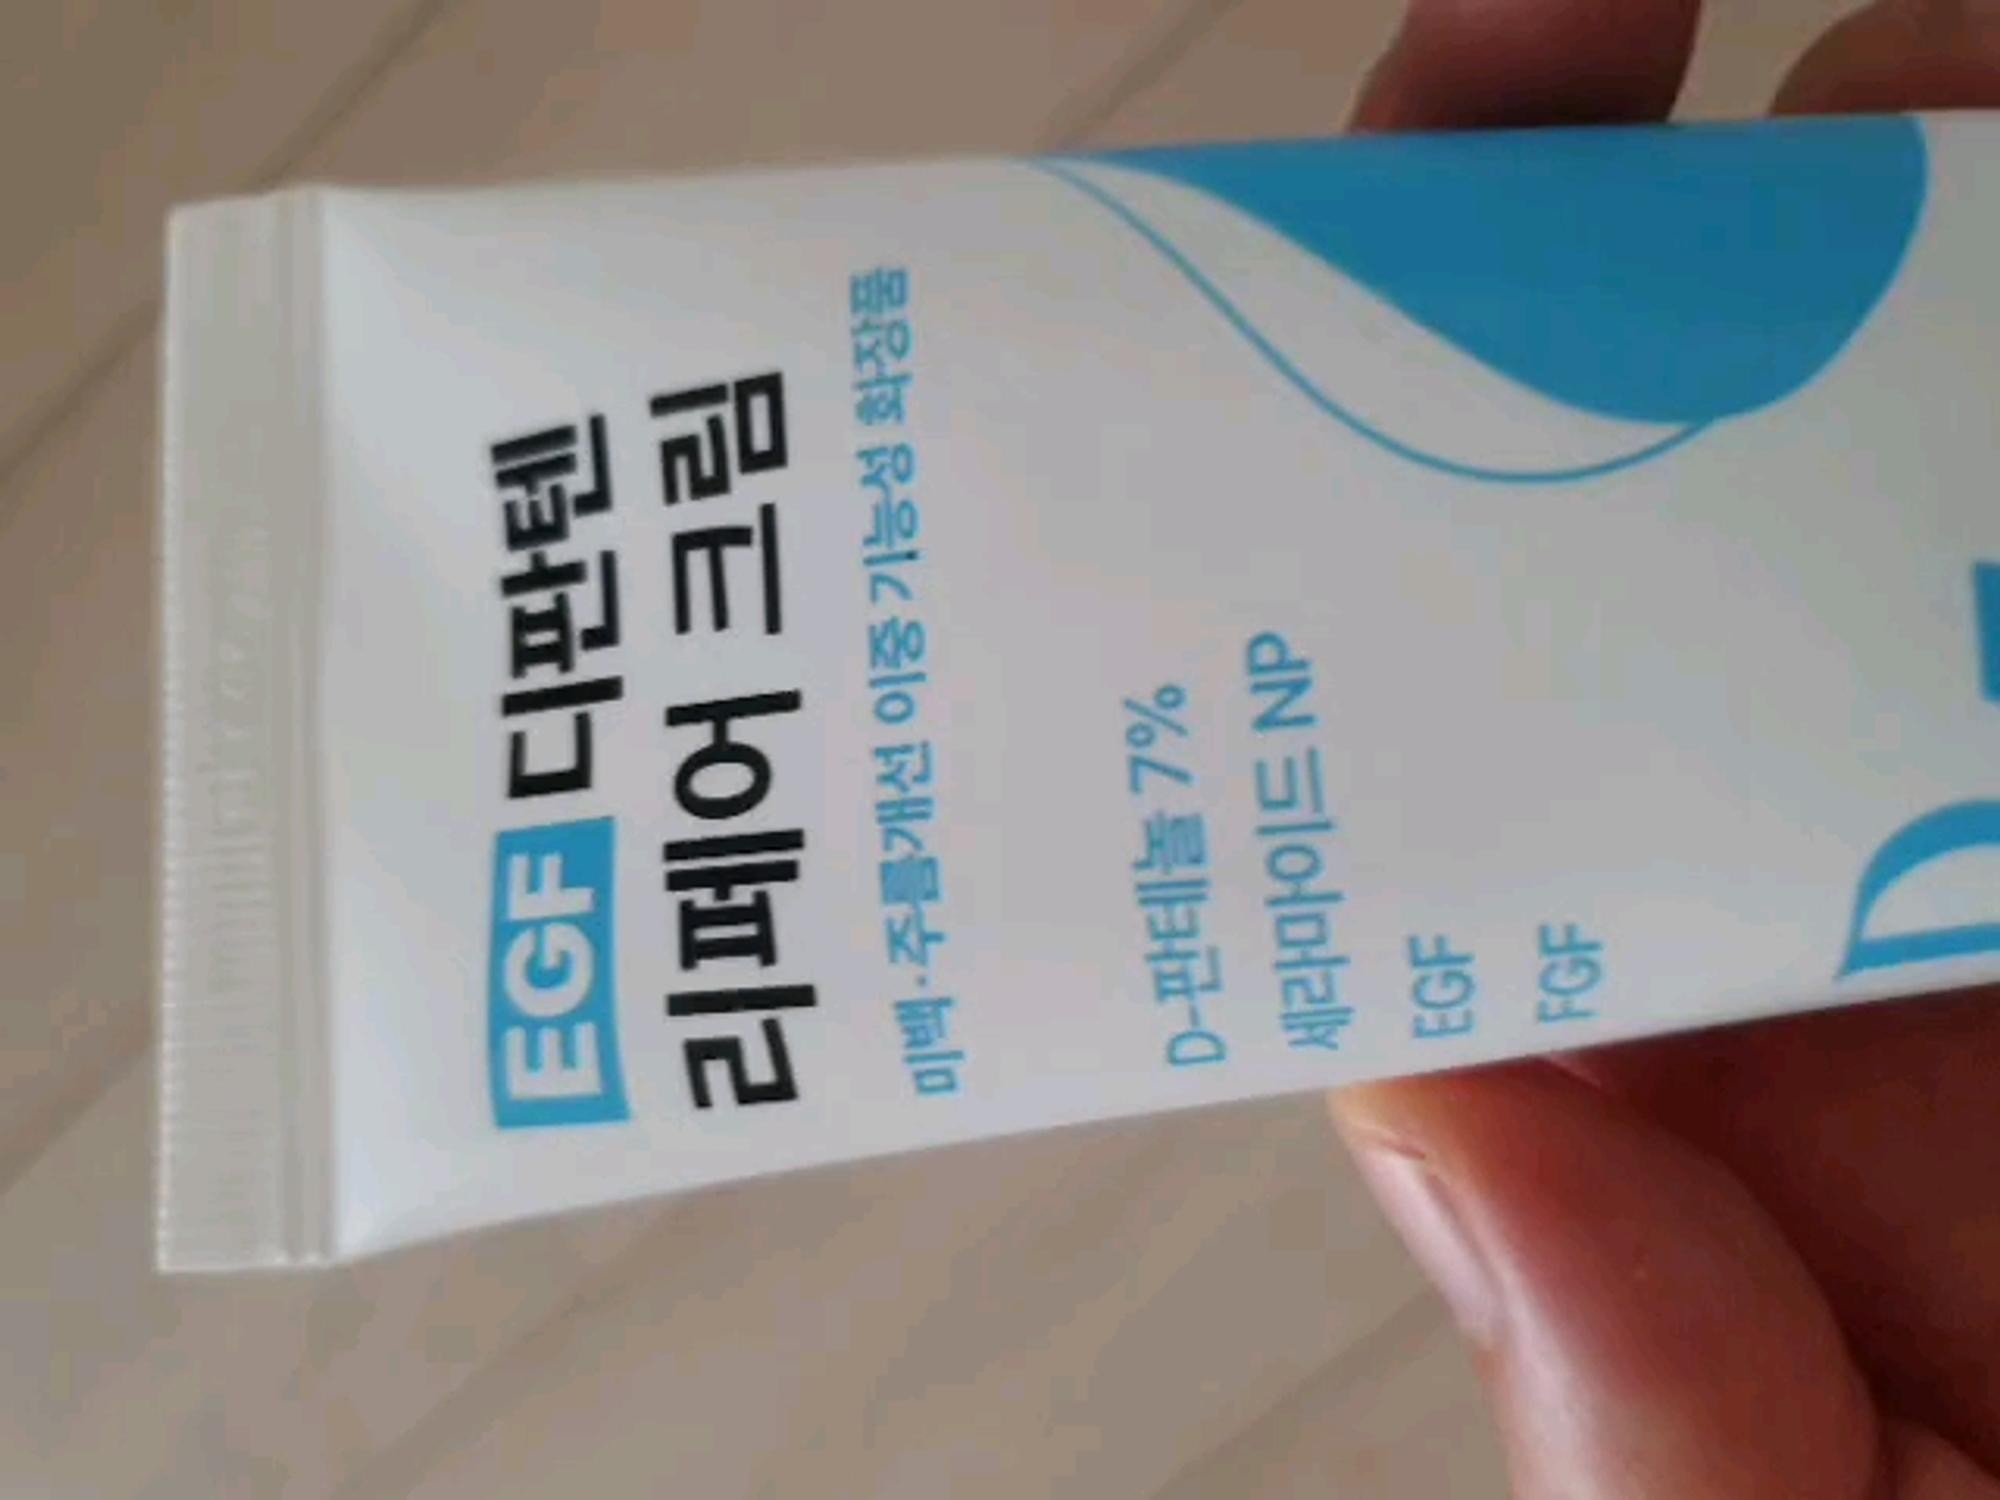 EGF 디판텐
리페어 크림
미백·주름개선 이중 기능성 화장품
D-판테놀 7%
세라마이드 NP
EGF
FGF
D